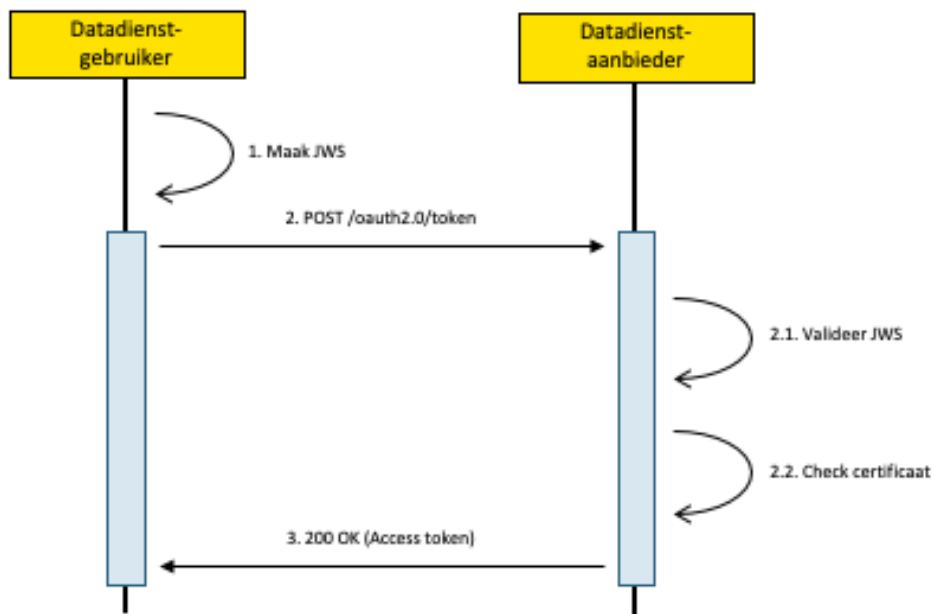 Datadienst-
gebruiker
Datadienst-
aanbieder
1. Maak JWS
2. POST /oauth2.0/token
2.1. Valideer JWS
2.2. Check certificaat
3. 200 OK (Access token)